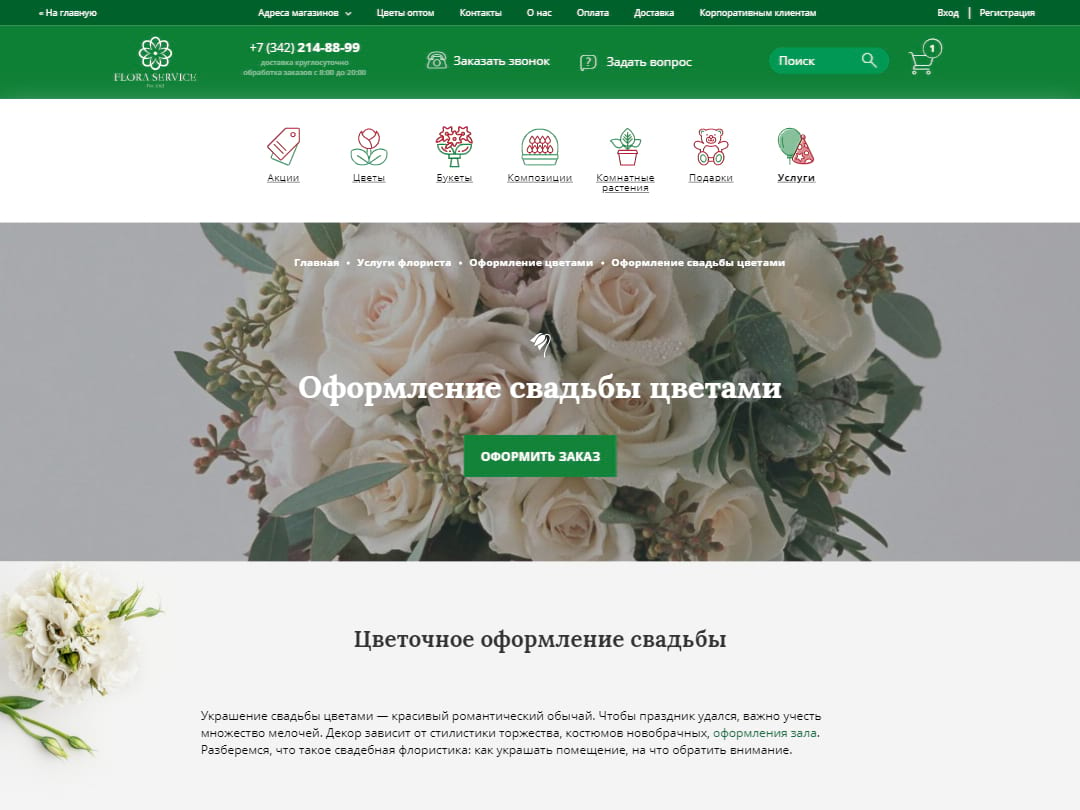 « На главную
Адреса магазинов
Цветы оптом
Контакты
О нас
Оплата
Доставка
Корпоративным клиентам
Вход | Регистрация
FLORA SERVICE
+7 (342) 214-88-99
доставка круглосуточно
обработка заказов с 8:00 до 20:00
Заказать звонок
Задать вопрос
Поиск
1
Акции
Цветы
Букеты
Композиции
Комнатные
растения
Подарки
Услуги
Главная • Услуги флориста • Оформление цветами • Оформление свадьбы цветами
Оформление свадьбы цветами
ОФОРМИТЬ ЗАКАЗ
Цветочное оформление свадьбы
Украшение свадьбы цветами — красивый романтический обычай. Чтобы праздник удался, важно учесть
множество мелочей. Декор зависит от стилистики торжества, костюмов новобрачных, оформления зала.
Разберемся, что такое свадебная флористика: как украшать помещение, на что обратить внимание.